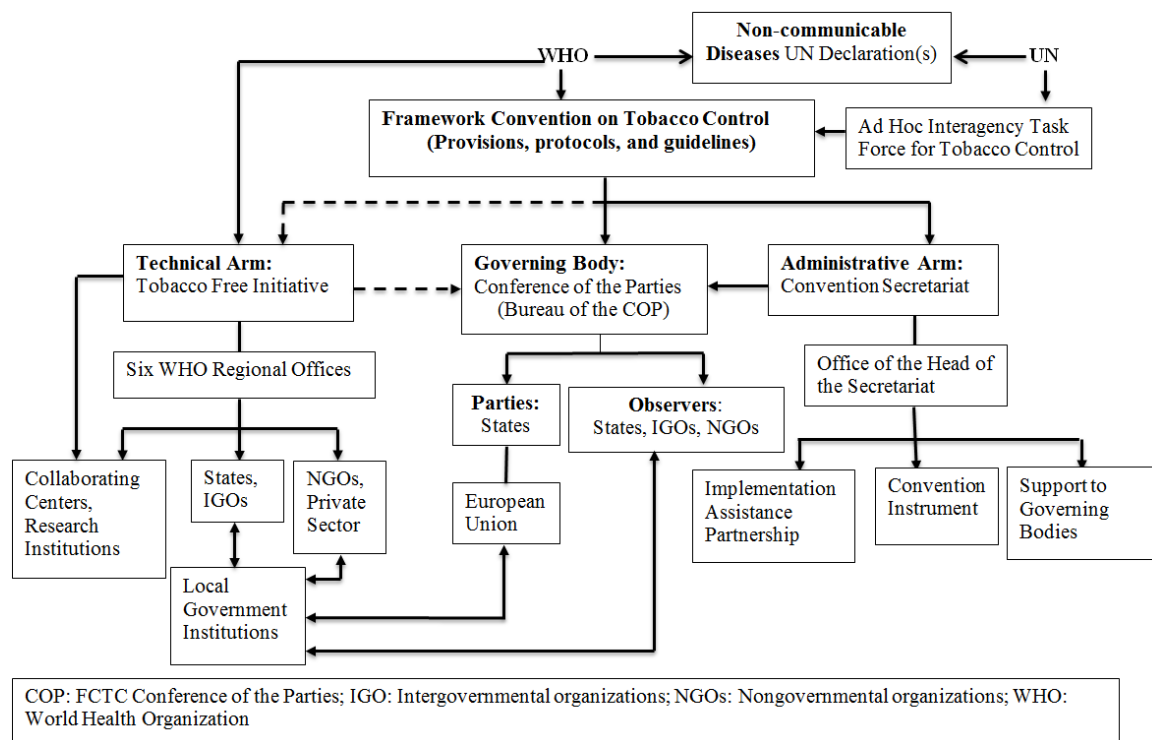 Non-communicable
Diseases UN Declaration(s)
WHO
UN
Framework Convention on Tobacco Control
(Provisions, protocols, and guidelines)
Ad Hoc Interagency Task
Force for Tobacco Control
Technical Arm:
Tobacco Free Initiative
Governing Body:
Conference of the Parties
(Bureau of the COP)
Administrative Arm:
Convention Secretariat
Six WHO Regional Offices
Office of the Head of
the Secretariat
Parties:
States
Observers:
States, IGOs, NGOs
Collaborating
Centers,
Research
Institutions
States,
IGOs
NGOs,
Private
Sector
European
Union
Implementation
Assistance
Partnership
Convention
Instrument
Support to
Governing
Bodies
Local
Government
Institutions
COP: FCTC Conference of the Parties; IGO: Intergovernmental organizations; NGOs: Nongovernmental organizations; WHO:
World Health Organization